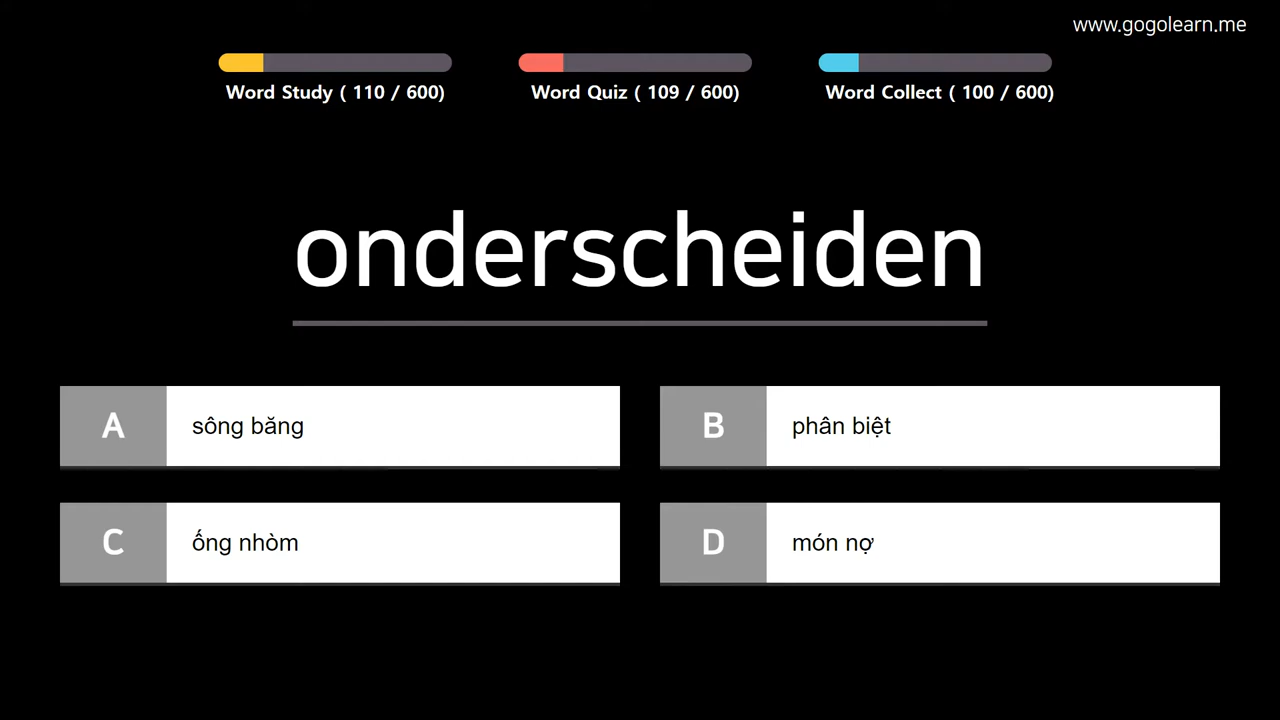 www.gogolearn.me
Word Study ( 110 / 600)
Word Quiz ( 109 / 600)
Word Collect ( 100 / 600)
onderscheiden
A sông băng
B phân biệt
C ống nhòm
D món nợ